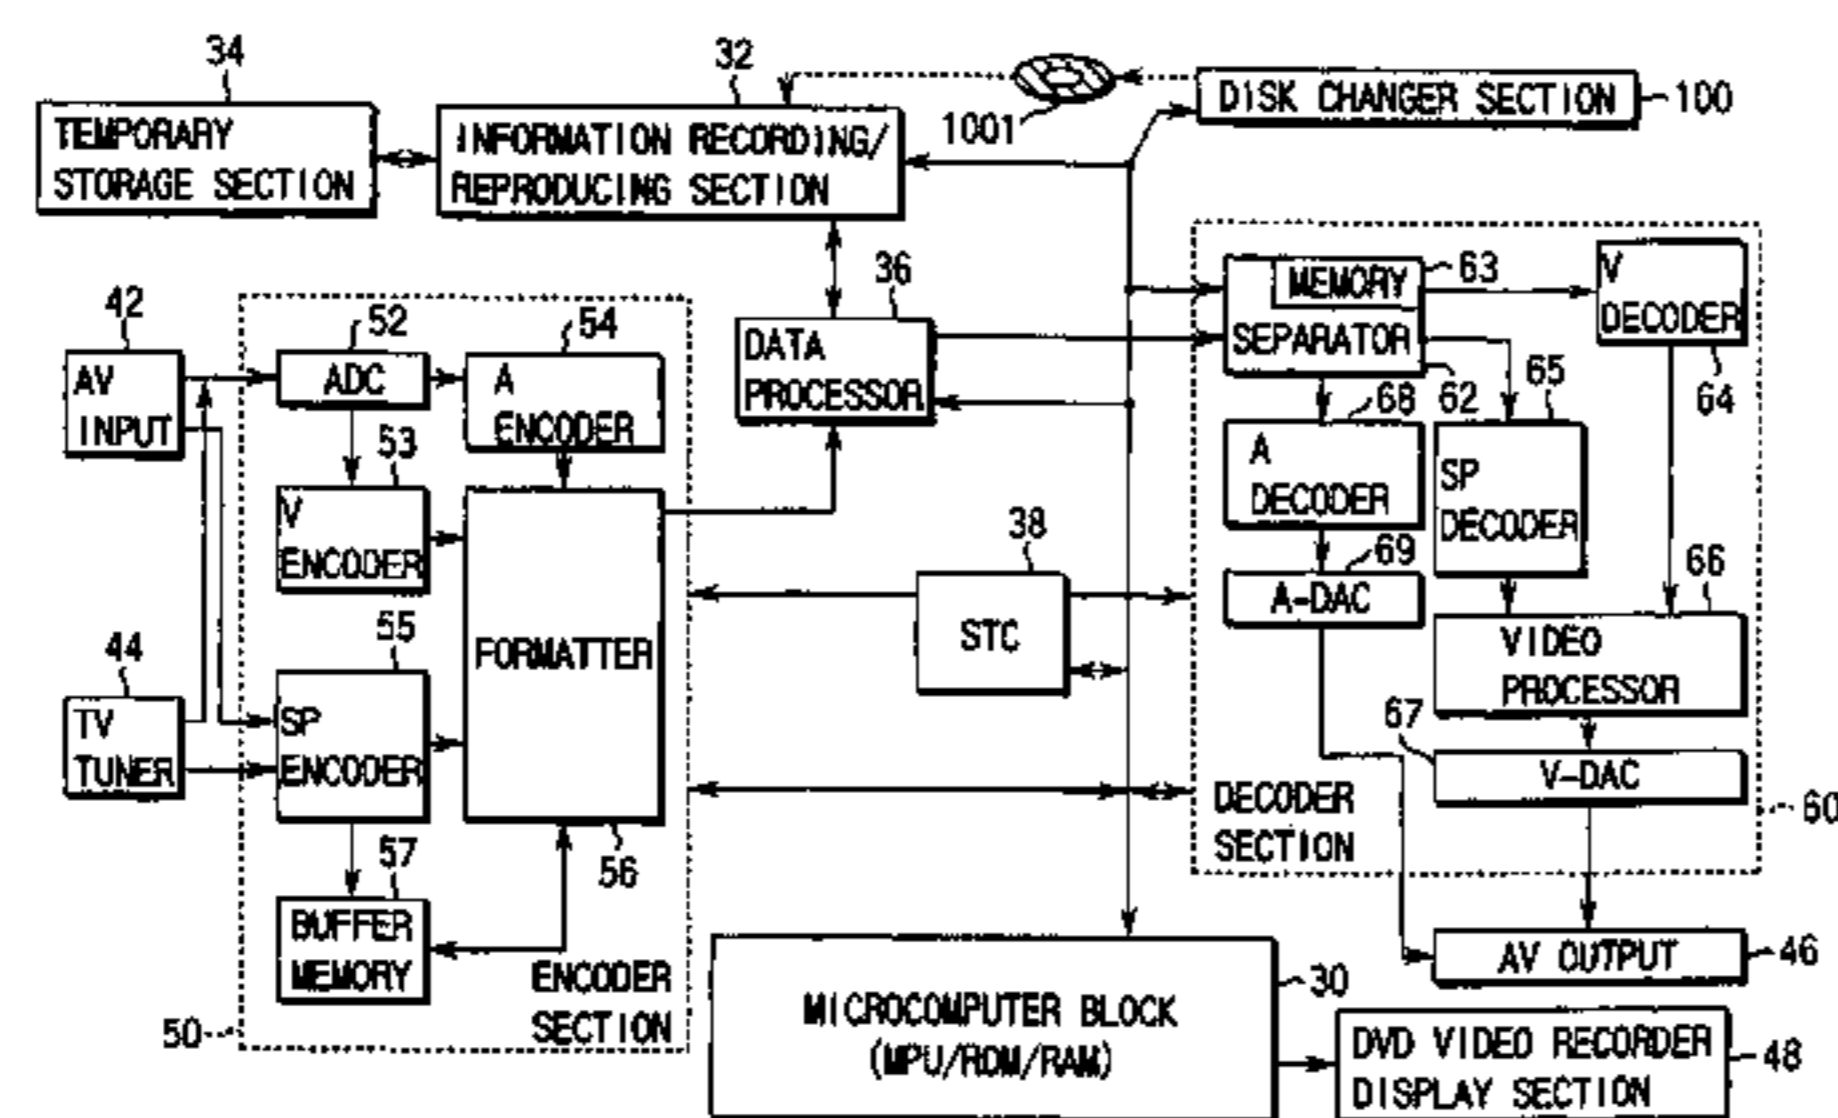 34
TEMPORARY
STORAGE SECTION
32
INFORMATION RECORDING/
REPRODUCING SECTION
1001
DISK CHANGER SECTION
100
36
DATA
PROCESSOR
42
AV
INPUT
44
TV
TUNER
52
ADC
54
A
ENCODER
53
V
ENCODER
55
SP
ENCODER
FORMATTER
56
57
BUFFER
MEMORY
ENCODER
SECTION
50
38
STC
MEMORY
63
SEPARATOR
62
V
DECODER
64
65
SP
DECODER
68
A
DECODER
69
A-DAC
66
VIDEO
PROCESSOR
67
V-DAC
DECODER
SECTION
60
AV OUTPUT
46
MICROCOMPUTER BLOCK
(MPU/ROM/RAM)
30
DVD VIDEO RECORDER
DISPLAY SECTION
48